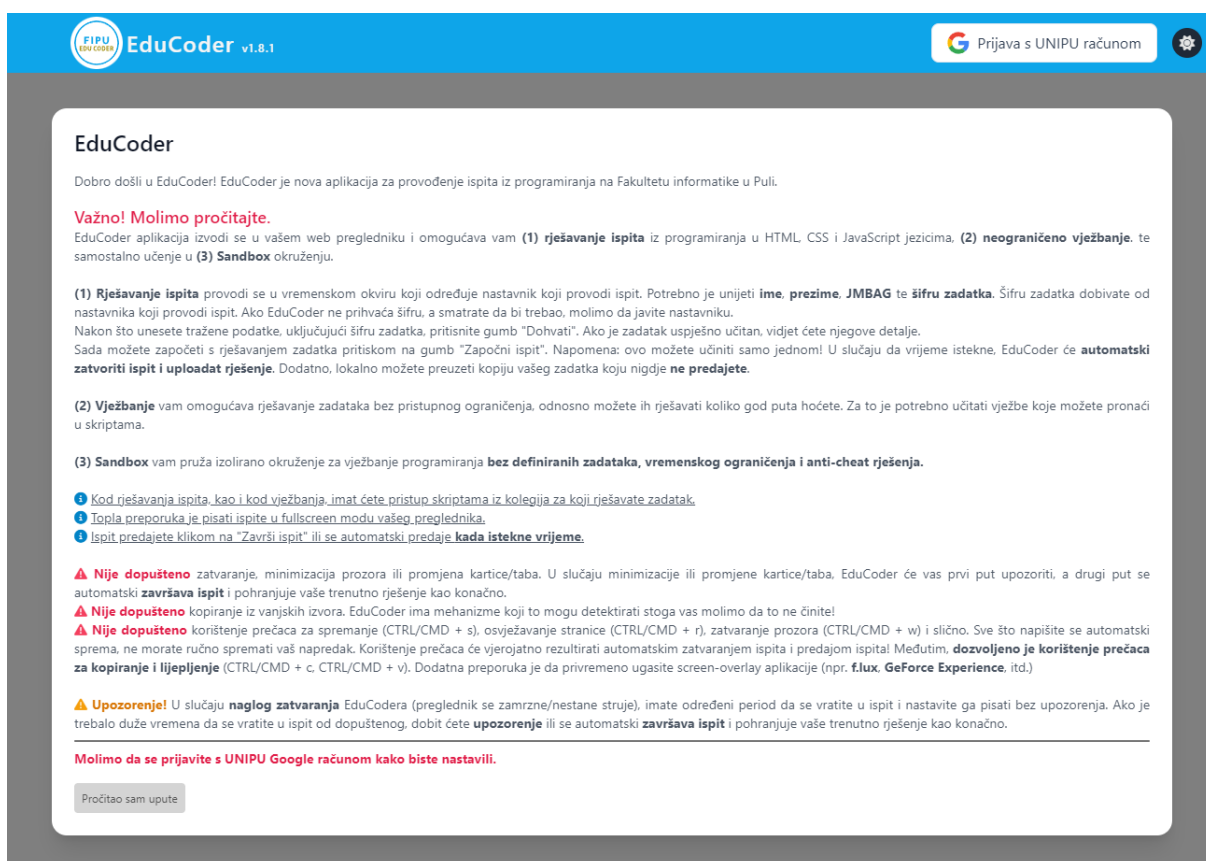 FIPU
EDU CODER
EduCoder v1.8.1
Prijava s UNIPU računom
EduCoder
Dobro došli u EduCoder! EduCoder je nova aplikacija za provođenje ispita iz programiranja na Fakultetu informatike u Puli.
Važno! Molimo pročitajte.
EduCoder aplikacija izvodi se u vašem web pregledniku i omogućava vam (1) rješavanje ispita iz programiranja u HTML, CSS i JavaScript jezicima, (2) neograničeno vježbanje. te
samostalno učenje u (3) Sandbox okruženju.
(1) Rješavanje ispita provodi se u vremenskom okviru koji određuje nastavnik koji provodi ispit. Potrebno je unijeti ime, prezime, JMBAG te šifru zadatka. Šifru zadatka dobivate od
nastavnika koji provodi ispit. Ako EduCoder ne prihvaća šifru, a smatrate da bi trebao, molimo da javite nastavniku.
Nakon što unesete tražene podatke, uključujući šifru zadatka, pritisnite gumb "Dohvati". Ako je zadatak uspješno učitan, vidjet ćete njegove detalje.
Sada možete započeti s rješavanjem zadatka pritiskom na gumb "Započni ispit". Napomena: ovo možete učiniti samo jednom! U slučaju da vrijeme istekne, EduCoder će automatski
zatvoriti ispit i uploadat rješenje. Dodatno, lokalno možete preuzeti kopiju vašeg zadatka koju nigdje ne predajete.
(2) Vježbanje vam omogućava rješavanje zadataka bez pristupnog ograničenja, odnosno možete ih rješavati koliko god puta hoćete. Za to je potrebno učitati vježbe koje možete pronaći
u skriptama.
(3) Sandbox vam pruža izolirano okruženje za vježbanje programiranja bez definiranih zadataka, vremenskog ograničenja i anti-cheat rješenja.
Kod rješavanja ispita, kao i kod vježbanja, imat ćete pristup skriptama iz kolegija za koji rješavate zadatak.
Topla preporuka je pisati ispite u fullscreen modu vašeg preglednika.
Ispit predajete klikom na "Završi ispit" ili se automatski predaje kada istekne vrijeme.
Nije dopušteno zatvaranje, minimizacija prozora ili promjena kartice/taba. U slučaju minimizacije ili promjene kartice/taba, EduCoder će vas prvi put upozoriti, a drugi put se
automatski završava ispit i pohranjuje vaše trenutno rješenje kao konačno.
Nije dopušteno kopiranje iz vanjskih izvora. EduCoder ima mehanizme koji to mogu detektirati stoga vas molimo da to ne činite!
Nije dopušteno korištenje prečaca za spremanje (CTRL/CMD + s), osvježavanje stranice (CTRL/CMD + r), zatvaranje prozora (CTRL/CMD + w) i slično. Sve što napišite se automatski
sprema, ne morate ručno spremati vaš napredak. Korištenje prečaca će vjerojatno rezultirati automatskim zatvaranjem ispita i predajom ispita! Međutim, dozvoljeno je korištenje prečaca
za kopiranje i lijepljenje (CTRL/CMD + c, CTRL/CMD + v). Dodatna preporuka je da privremeno ugasite screen-overlay aplikacije (npr. f.lux, GeForce Experience, itd.)
Upozorenje! U slučaju naglog zatvaranja EduCodera (preglednik se zamrzne/nestane struje), imate određeni period da se vratite u ispit i nastavite ga pisati bez upozorenja. Ako je
trebalo duže vremena da se vratite u ispit od dopuštenog, dobit ćete upozorenje ili se automatski završava ispit i pohranjuje vaše trenutno rješenje kao konačno.
Molimo da se prijavite s UNIPU Google računom kako biste nastavili.
Pročitao sam upute